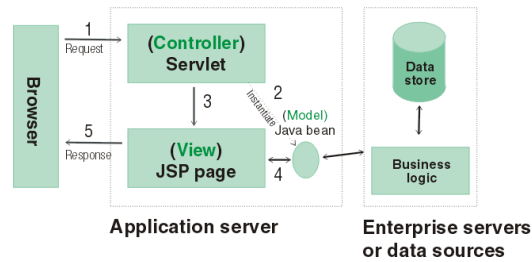 1
Request
Browser
(Controller)
Servlet
2
Instantiate
3
(Model)
Java bean
5
Response
(View)
JSP page
4
Data
store
Business
logic
Application server
Enterprise servers
or data sources